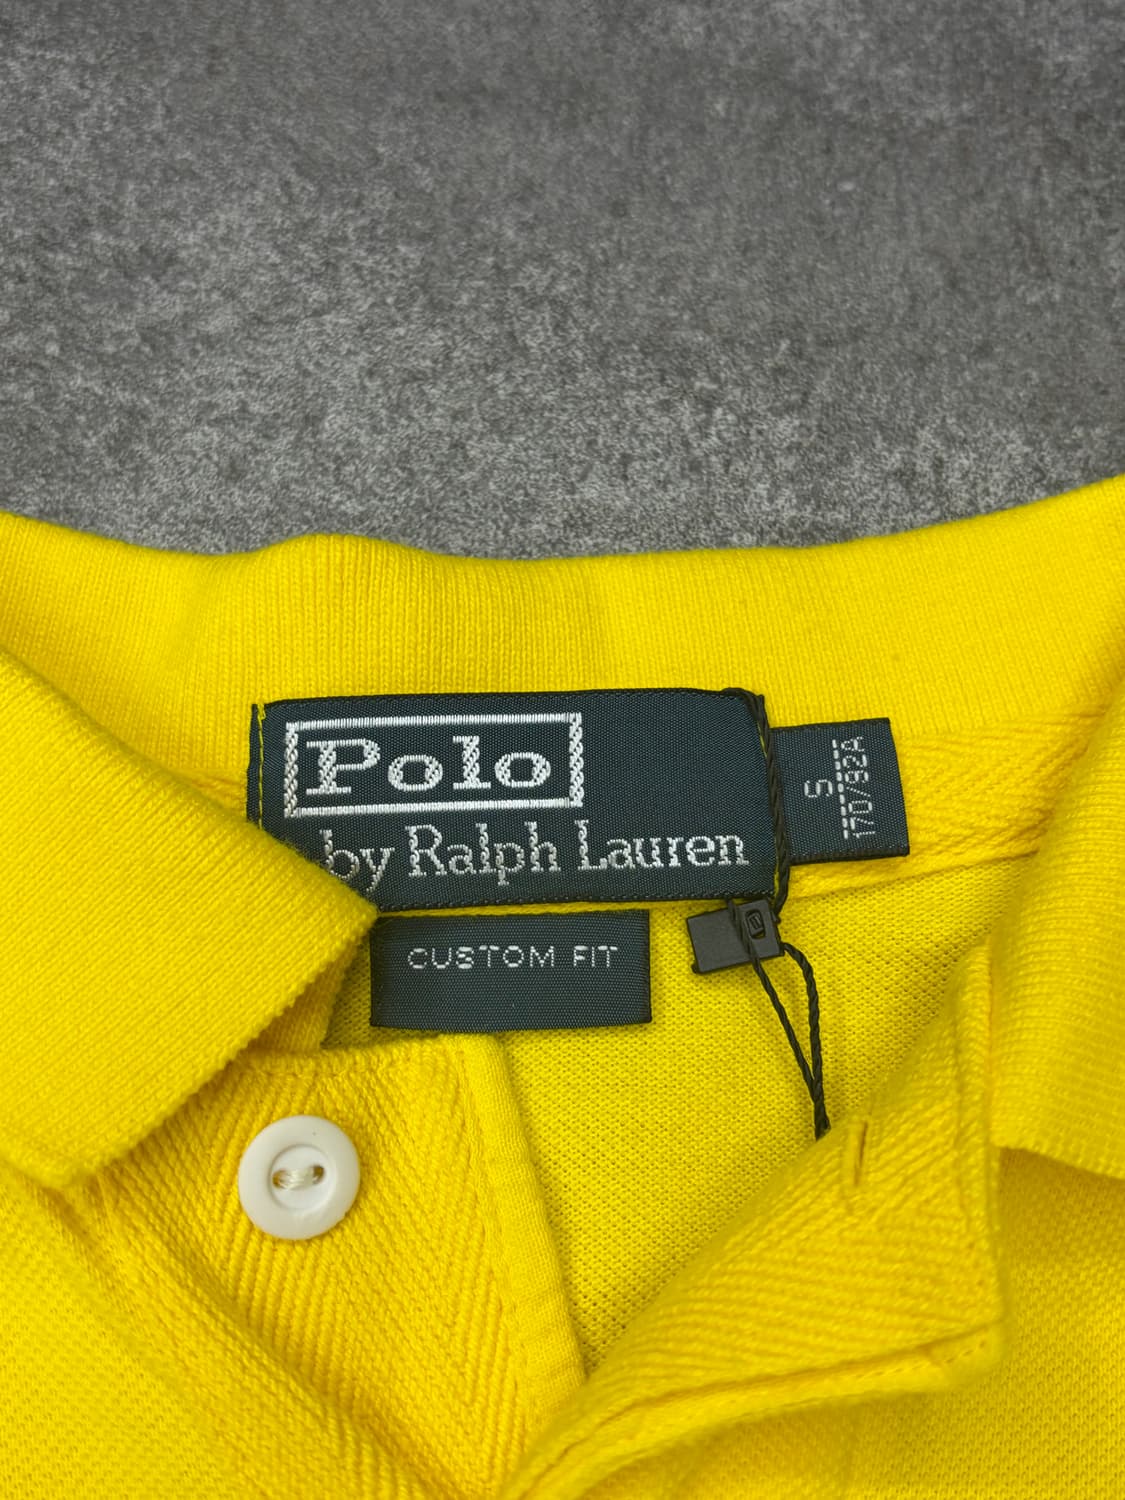 Polo
by Ralph Lauren
CUSTOM FIT
S
170/92A